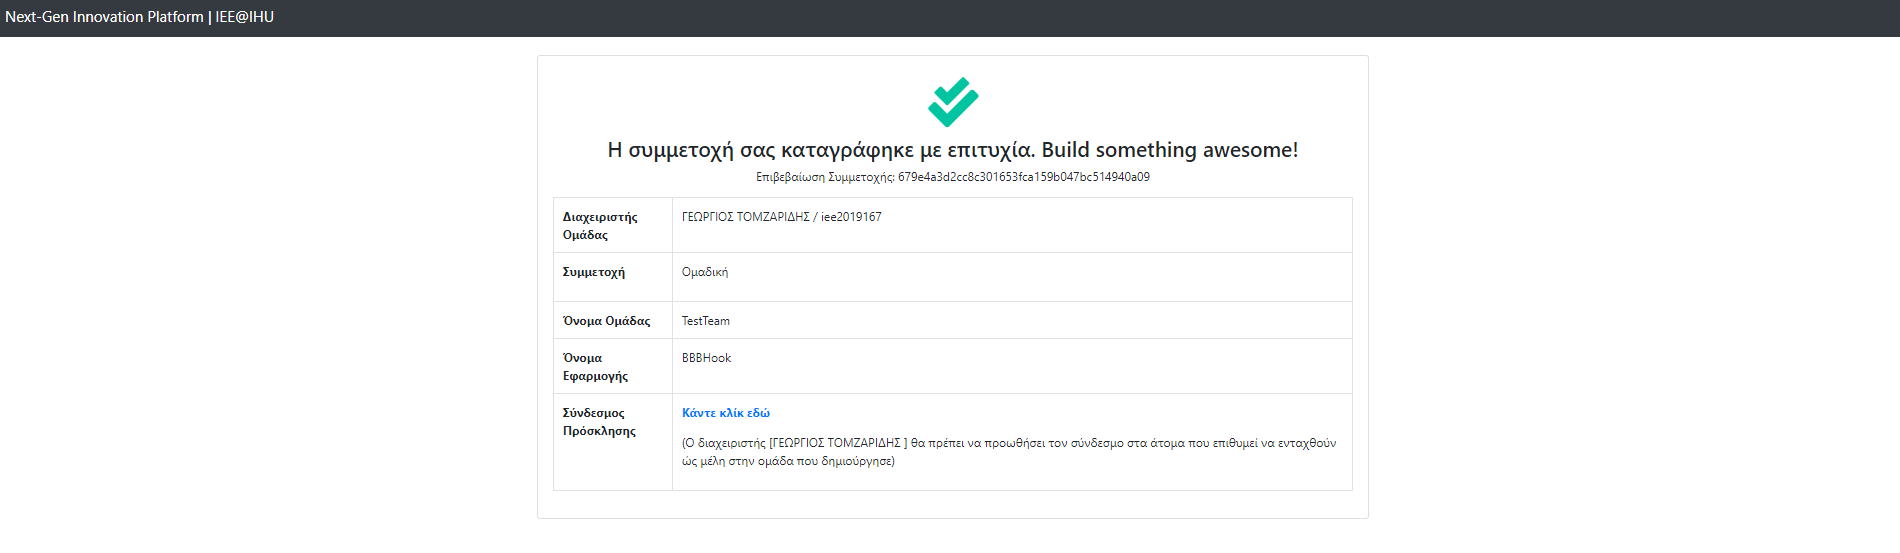 Next-Gen Innovation Platform | IEE@IHU
Η συμμετοχή σας καταγράφηκε με επιτυχία. Build something awesome!
Επιβεβαίωση Συμμετοχής: 679e4a3d2cc8c301653fca159b047bc514940a09
Διαχειριστής
Ομάδας
ΓΕΩΡΓΙΟΣ ΤΟΜΖΑΡΙΔΗΣ / iee2019167
Συμμετοχή
Ομαδική
Όνομα Ομάδας
TestTeam
Όνομα
Εφαρμογής
BBBHook
Σύνδεσμος
Πρόσκλησης
Κάντε κλίκ εδώ
(Ο διαχειριστής [ΓΕΩΡΓΙΟΣ ΤΟΜΖΑΡΙΔΗΣ ] θα πρέπει να προωθήσει τον σύνδεσμο στα άτομα που επιθυμεί να ενταχθούν
ώς μέλη στην ομάδα που δημιούργησε)